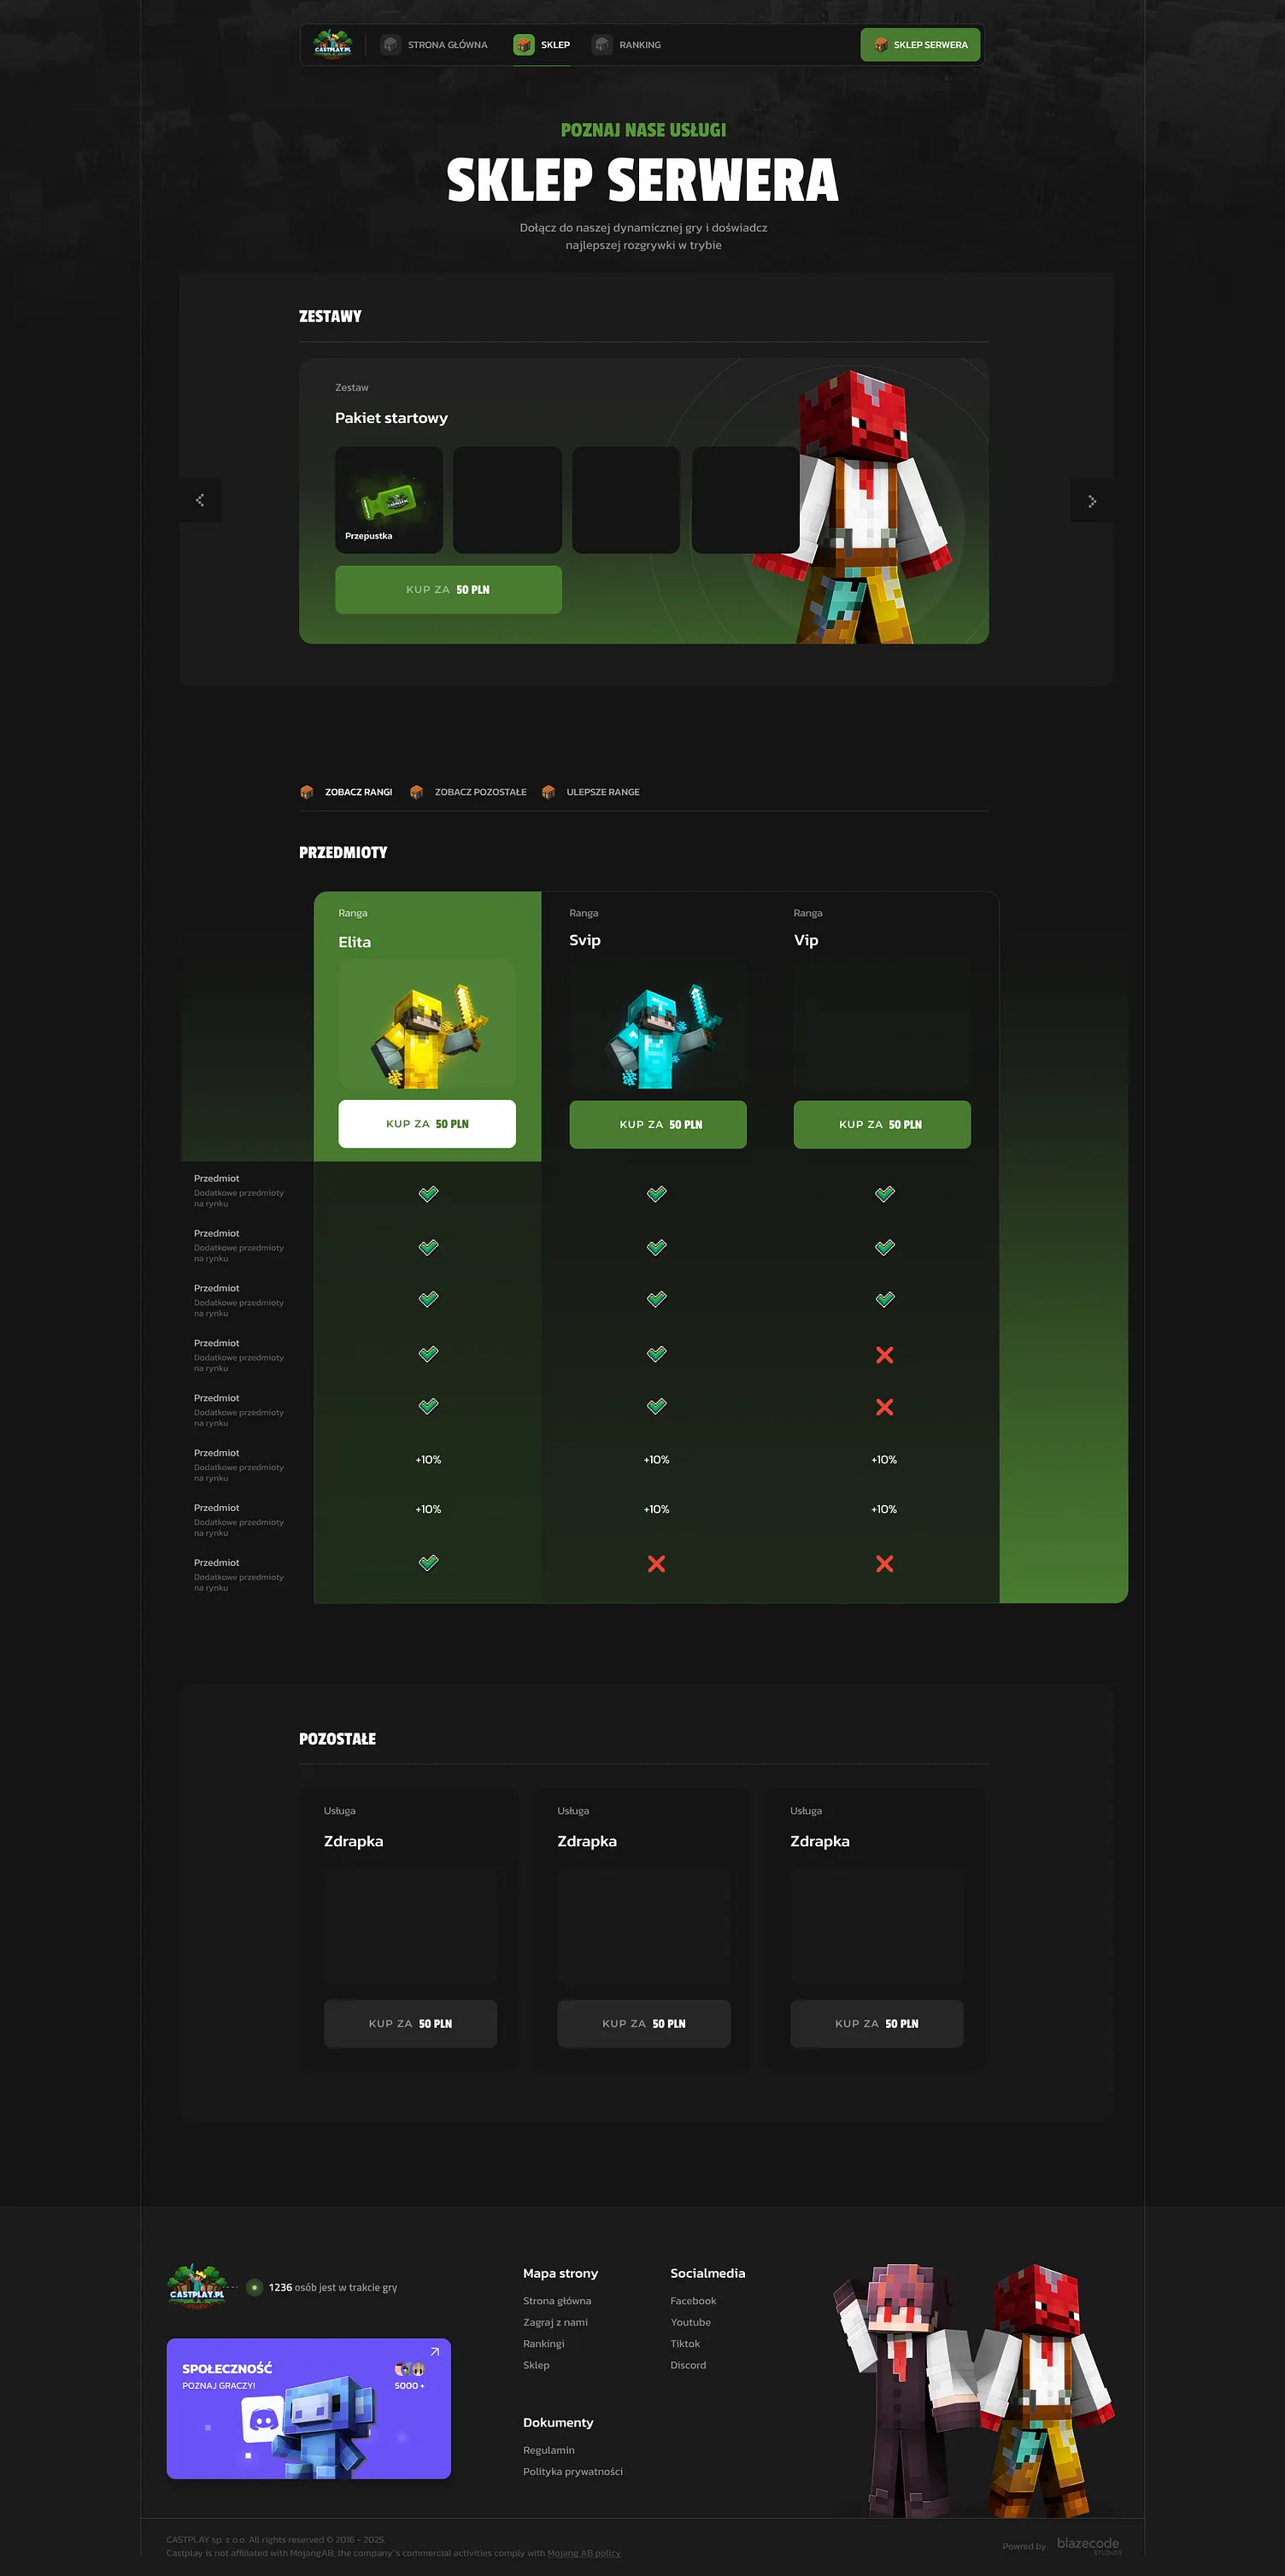 CASTPLAY.PL
STRONA GŁÓWNA
SKLEP
RANKING
SKLEP SERWERA
POZNAJ NASE USŁUGI
SKLEP SERWERA
Dołącz do naszej dynamicznej gry i doświadcz
najlepszej rozgrywki w trybie
ZESTAWY
Zestaw
Pakiet startowy
Przepustka
KUP ZA 50 PLN
ZOBACZ RANGI
ZOBACZ POZOSTAŁE
ULEPSZE RANGE
PRZEDMIOTY
Ranga
Elita
KUP ZA 50 PLN
Ranga
Svip
KUP ZA 50 PLN
Ranga
Vip
KUP ZA 50 PLN
Przedmiot
Dodatkowe przedmioty
na rynku
Przedmiot
Dodatkowe przedmioty
na rynku
Przedmiot
Dodatkowe przedmioty
na rynku
Przedmiot
Dodatkowe przedmioty
na rynku
Przedmiot
Dodatkowe przedmioty
na rynku
Przedmiot
Dodatkowe przedmioty
na rynku
+10% +10% +10%
Przedmiot
Dodatkowe przedmioty
na rynku
+10% +10% +10%
Przedmiot
Dodatkowe przedmioty
na rynku
POZOSTAŁE
Usługa
Zdrapka
KUP ZA 50 PLN
Usługa
Zdrapka
KUP ZA 50 PLN
Usługa
Zdrapka
KUP ZA 50 PLN
CASTPLAY.PL
1236 osób jest w trakcie gry
SPOŁECZNOŚĆ
POZNAJ GRACZY!
5000 +
Mapa strony
Strona główna
Zagraj z nami
Rankingi
Sklep
Socialmedia
Facebook
Youtube
Tiktok
Discord
Dokumenty
Regulamin
Polityka prywatności
CASTPLAY sp. z o.o. All rights reserved © 2016 - 2025.
Castplay is not affiliated with MojangAB, the company's commercial activities comply with Mojang AB policy.
Powred by:
blazecode
STUDIOS